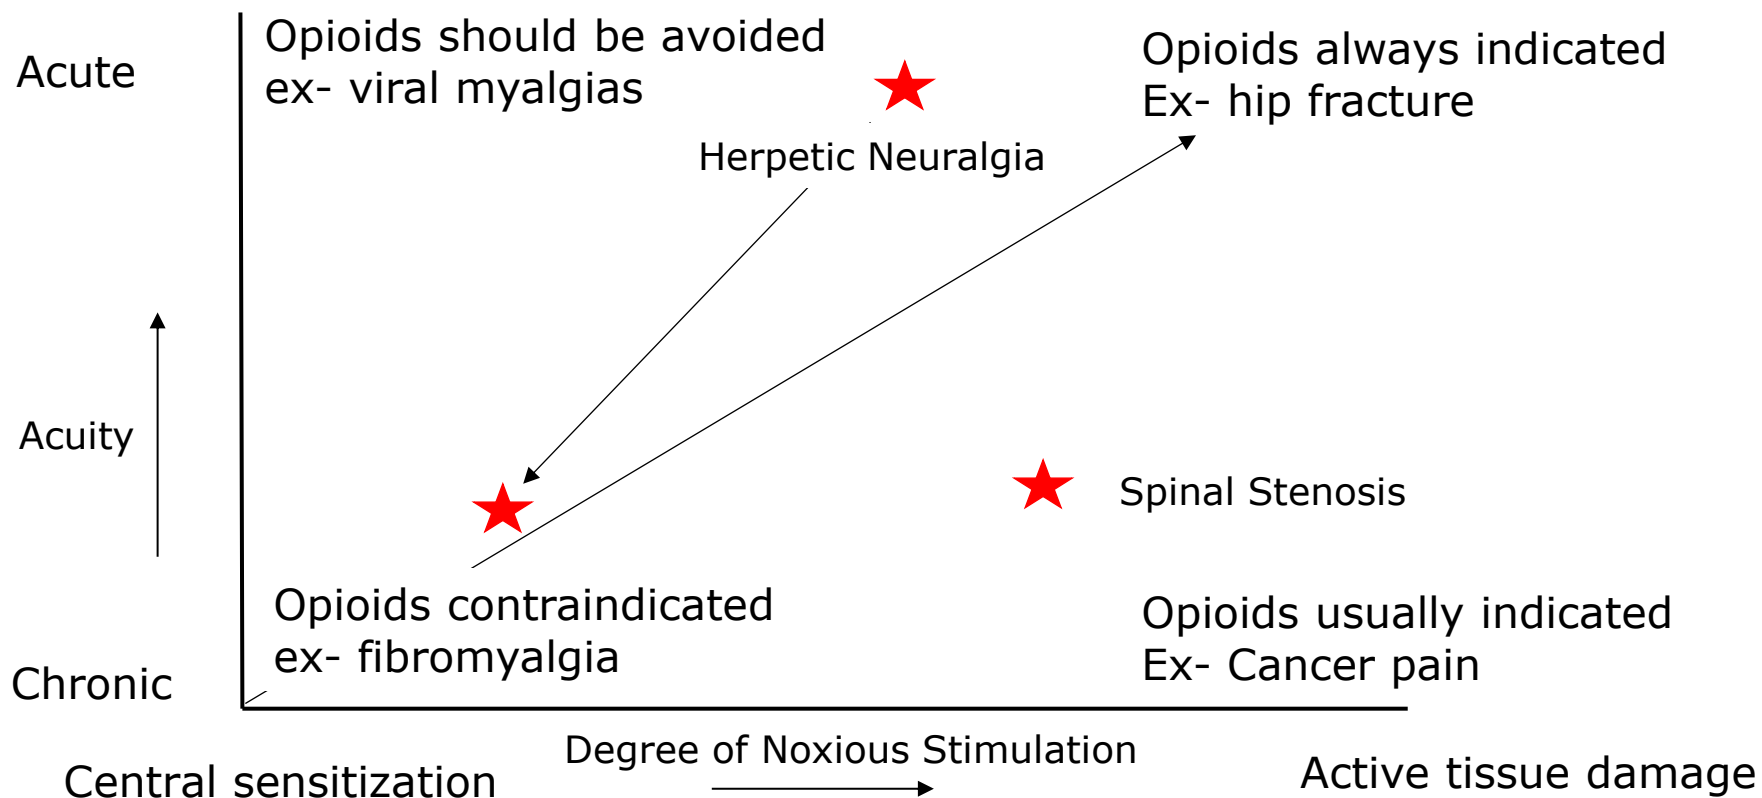 Acute
Opioids should be avoided
ex- viral myalgias
Opioids always indicated
Ex- hip fracture
Herpetic Neuralgia
Acuity
Spinal Stenosis
Opioids contraindicated
ex- fibromyalgia
Opioids usually indicated
Ex- Cancer pain
Chronic
Degree of Noxious Stimulation
Central sensitization
Active tissue damage